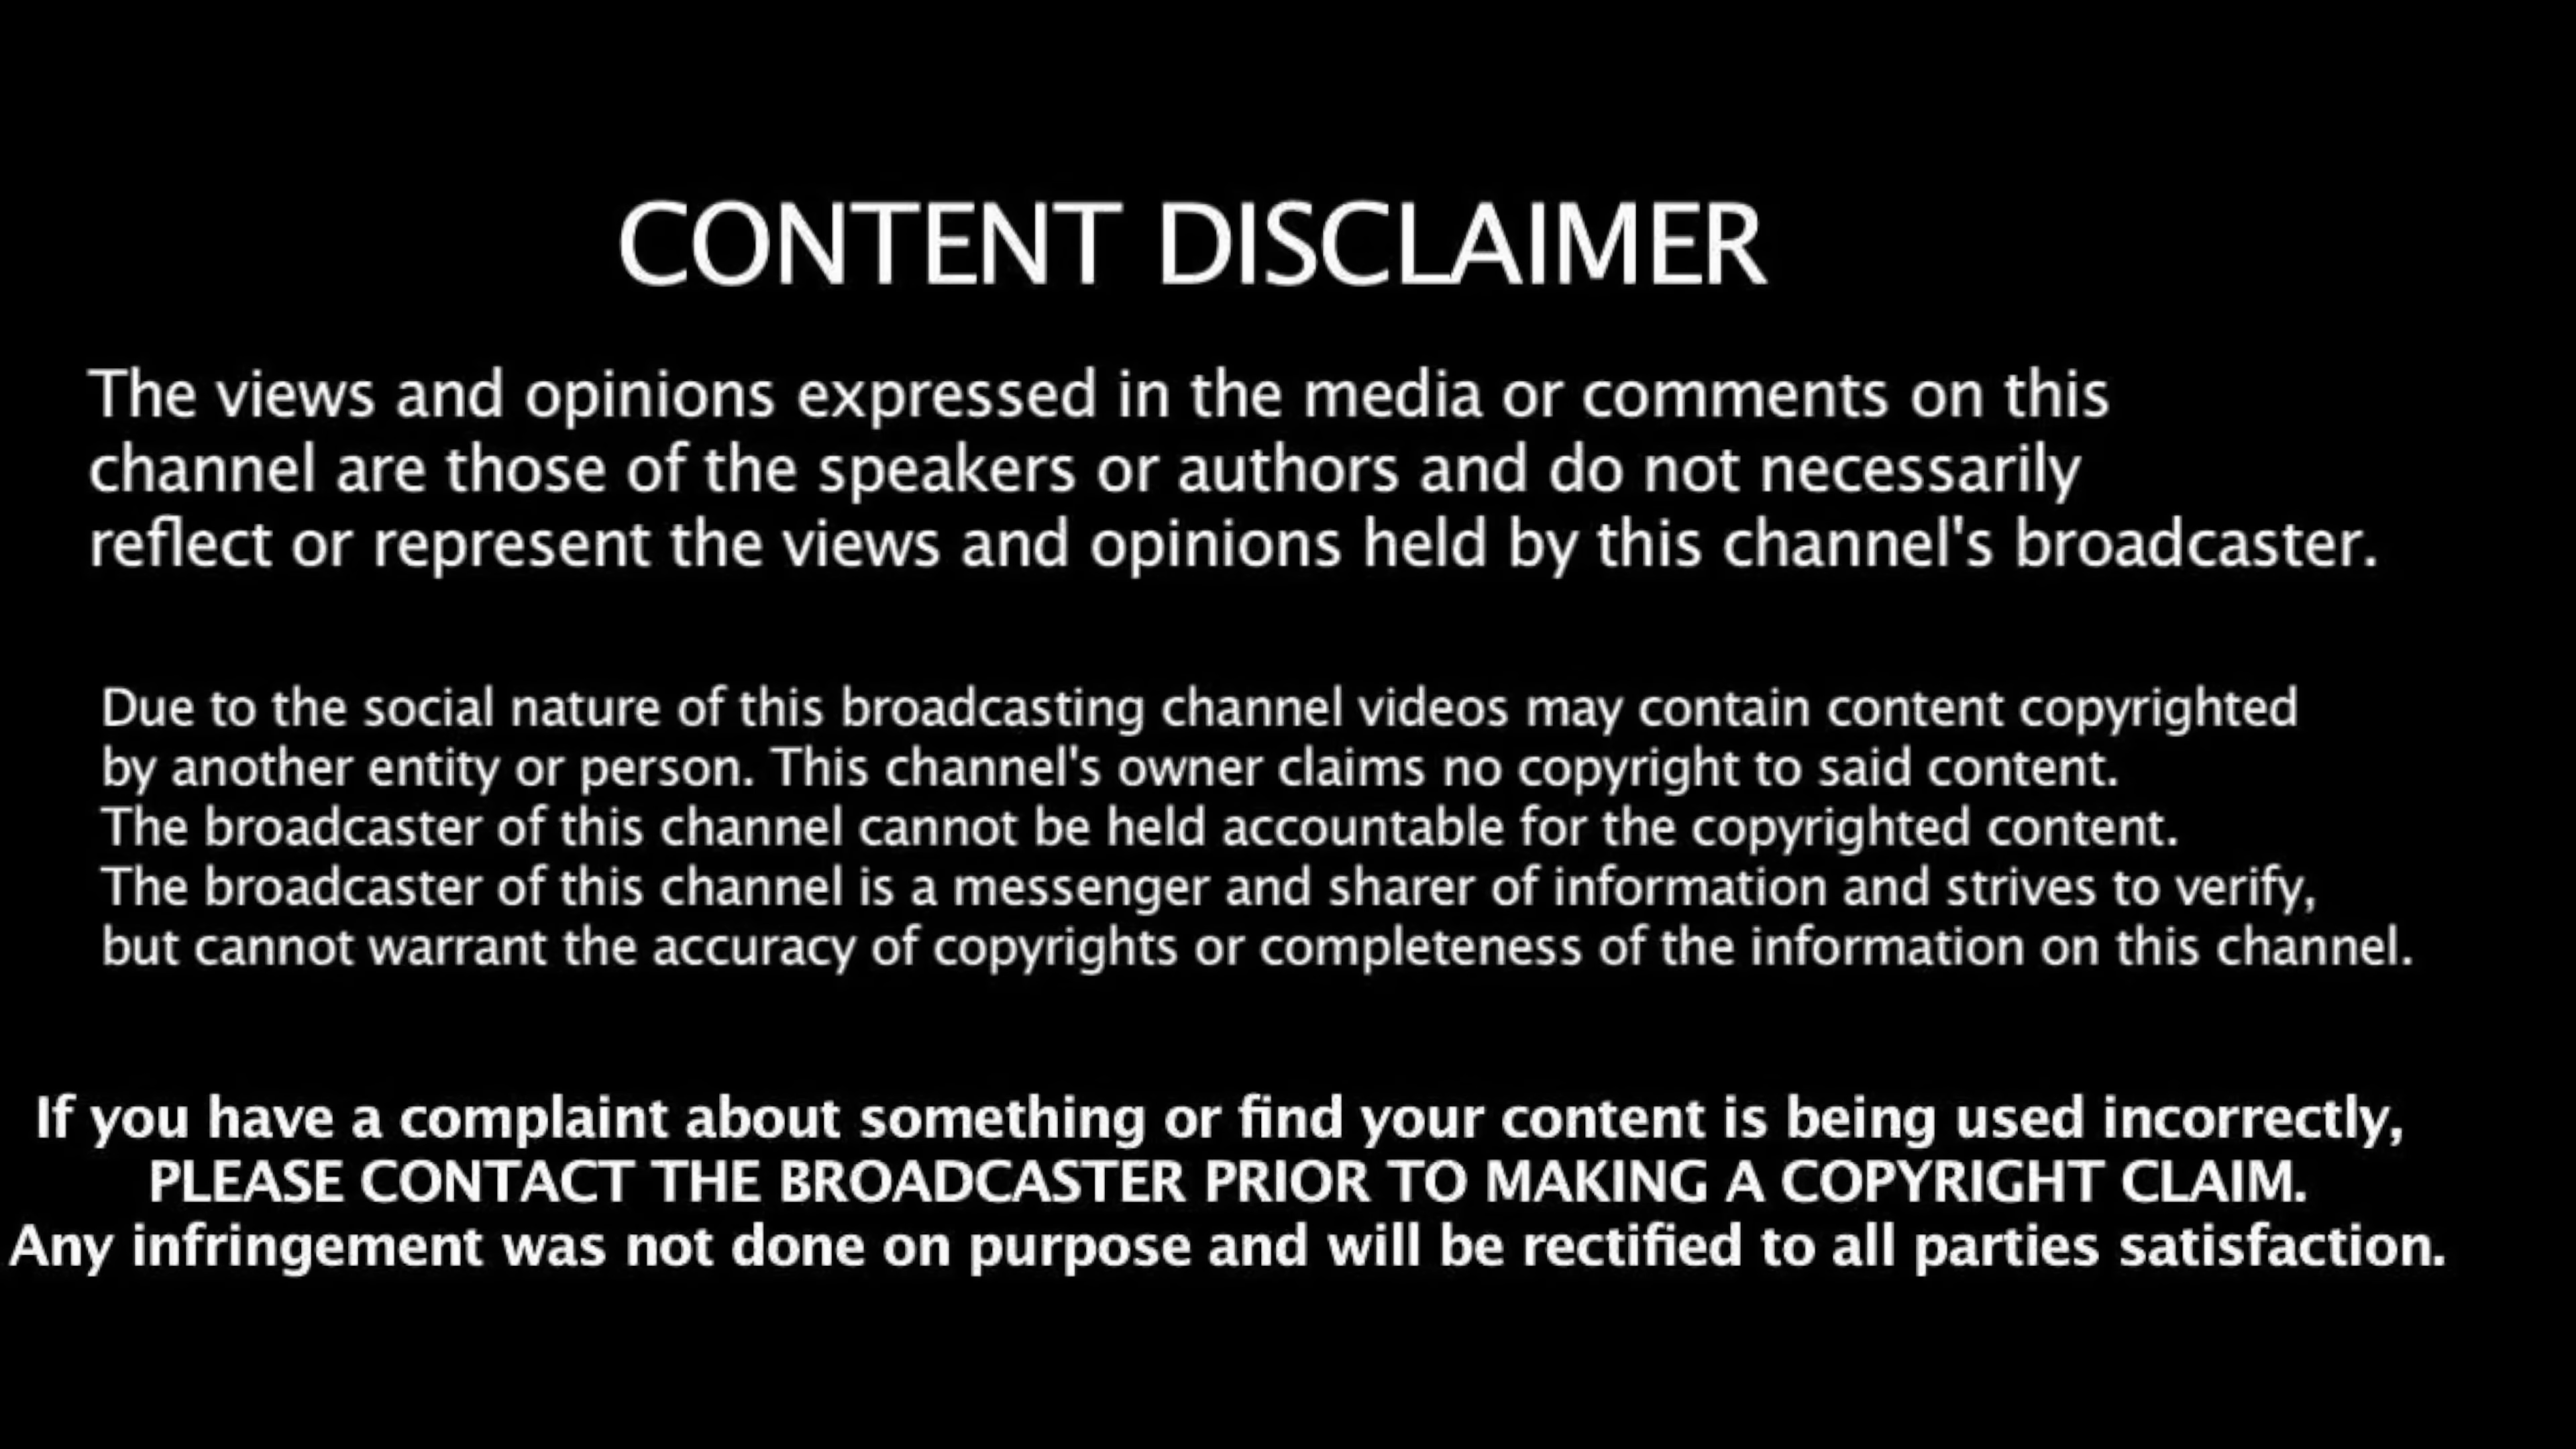 CONTENT DISCLAIMER
The views and opinions expressed in the media or comments on this
channel are those of the speakers or authors and do not necessarily
reflect or represent the views and opinions held by this channel's broadcaster.
Due to the social nature of this broadcasting channel videos may contain content copyrighted
by another entity or person. This channel's owner claims no copyright to said content.
The broadcaster of this channel cannot be held accountable for the copyrighted content.
The broadcaster of this channel is a messenger and sharer of information and strives to verify,
but cannot warrant the accuracy of copyrights or completeness of the information on this channel.
If you have a complaint about something or find your content is being used incorrectly,
PLEASE CONTACT THE BROADCASTER PRIOR TO MAKING A COPYRIGHT CLAIM.
Any infringement was not done on purpose and will be rectified to all parties satisfaction.